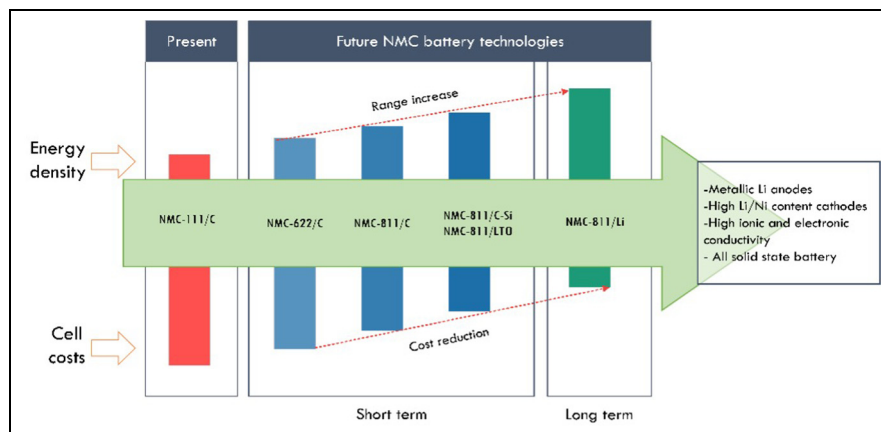 Present
Future NMC battery technologies
Range increase
Energy
density
NMC-111/C
NMC-622/C
NMC-811/C
NMC-811/C-Si
NMC-811/LTO
NMC-811/Li
-Metallic Li anodes
-High Li/Ni content cathodes
-High ionic and electronic
conductivity
- All solid state battery
Cell
costs
Cost reduction
Short term
Long term